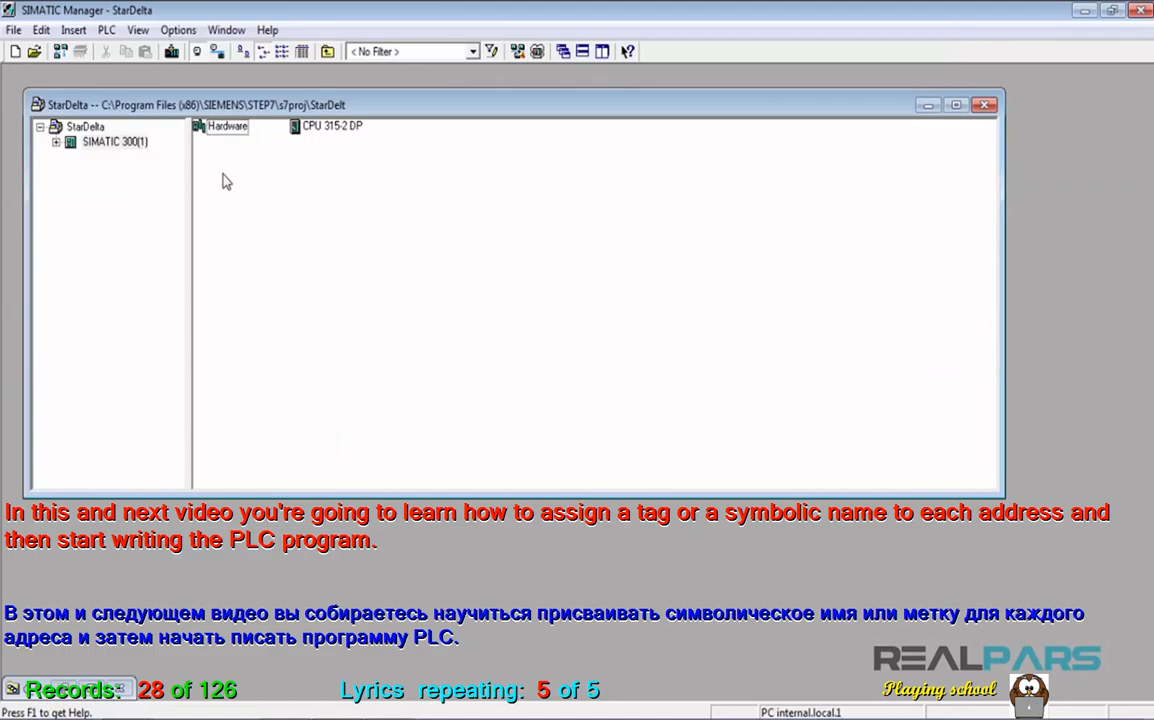 SIMATIC Manager - StarDelta
File Edit Insert PLC View Options Window Help
< No Filter >
StarDelta -- C:\Program Files (x86)\SIEMENS\STEP7\s7proj\StarDelt
StarDelta
SIMATIC 300(1)
Hardware CPU 315-2 DP
In this and next video you're going to learn how to assign a tag or a symbolic name to each address and
then start writing the PLC program.
В этом и следующем видео вы собираетесь научиться присваивать символическое имя или метку для каждого
адреса и затем начать писать программу PLC.
REALPARS
Records: 28 of 126 Lyrics repeating: 5 of 5 Playing school
Press F1 to get Help. PC internal.local.1